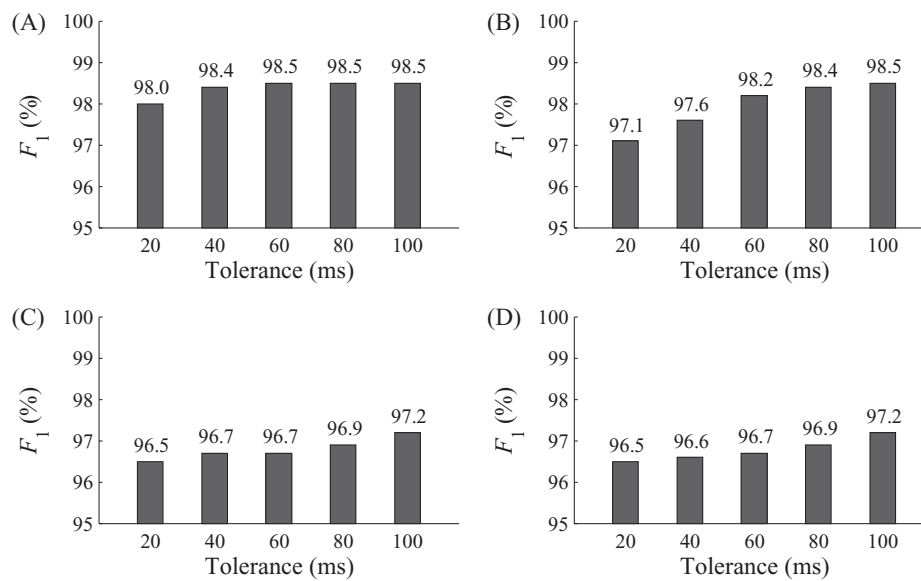 (A)
100
99
98
97
96
95
F1 (%)
98.0 98.4 98.5 98.5 98.5
20 40 60 80 100
Tolerance (ms)
(B)
100
99
98
97
96
95
F1 (%)
97.1 97.6 98.2 98.4 98.5
20 40 60 80 100
Tolerance (ms)
(C)
100
99
98
97
96
95
F1 (%)
96.5 96.7 96.7 96.9 97.2
20 40 60 80 100
Tolerance (ms)
(D)
100
99
98
97
96
95
F1 (%)
96.5 96.6 96.7 96.9 97.2
20 40 60 80 100
Tolerance (ms)